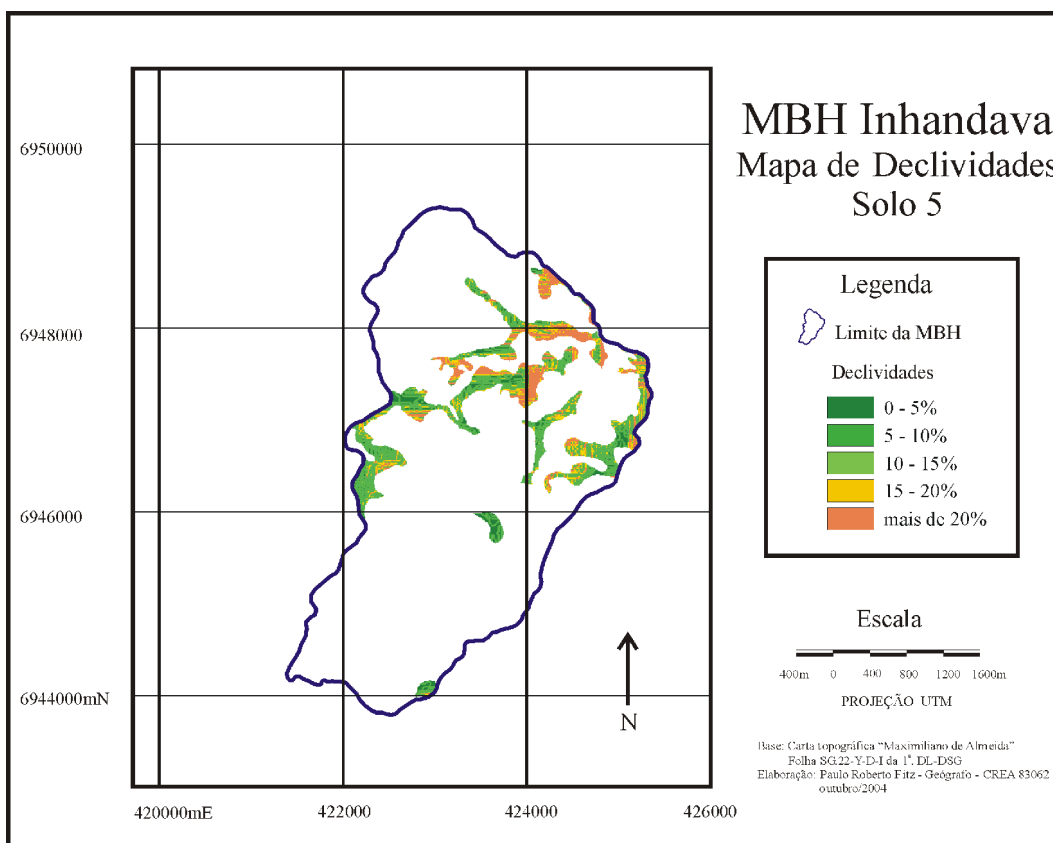 MBH Inhandava
Mapa de Declividades
Solo 5
6950000
6948000
6946000
6944000mN
420000mE
422000
424000
426000
N
Legenda
Limite da MBH
Declividades
0 - 5%
5 - 10%
10 - 15%
15 - 20%
mais de 20%
Escala
400m 0 400 800 1200 1600m
PROJEÇÃO UTM
Base: Carta topográfica “Maximiliano de Almeida”
Folha SG.22-Y-D-I da 1ª. DL-DSG
Elaboração: Paulo Roberto Fitz - Geógrafo - CREA 83062
outubro/2004